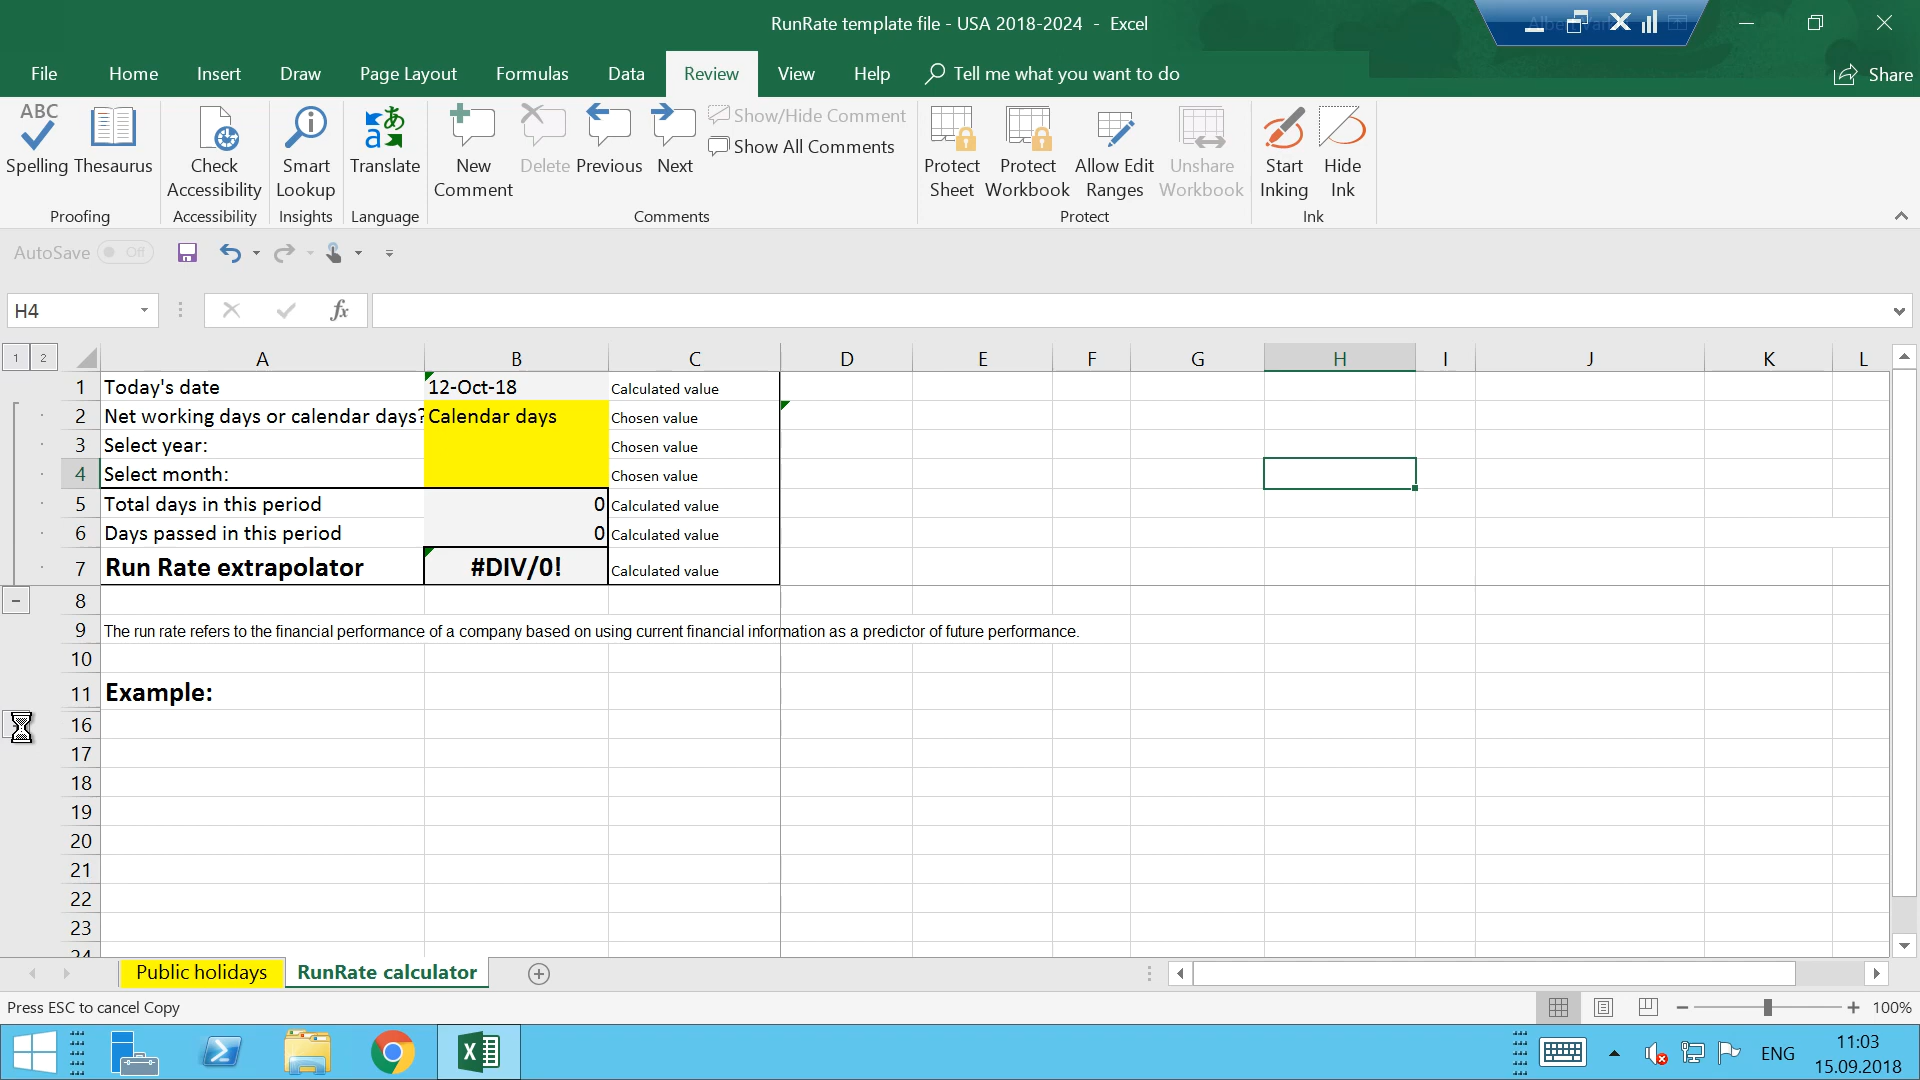 RunRate template file - USA 2018-2024 - Excel
File Home Insert Draw Page Layout Formulas Data Review View Help Tell me what you want to do Share
ABC
Spelling Thesaurus Check Accessibility Smart Lookup Translate New Comment Delete Previous Next Show/Hide Comment
Show All Comments
Protect Sheet Protect Workbook Allow Edit Ranges Unshare Workbook Start Inking Hide Ink
Proofing Accessibility Insights Language Comments Protect Ink
AutoSave Off
H4 fx
1 2 A B C D E F G H I J K L
1 Today's date 12-Oct-18 Calculated value
2 Net working days or calendar days? Calendar days Chosen value
3 Select year: Chosen value
4 Select month: Chosen value
5 Total days in this period 0 Calculated value
6 Days passed in this period 0 Calculated value
7 Run Rate extrapolator #DIV/0! Calculated value
8
9 The run rate refers to the financial performance of a company based on using current financial information as a predictor of future performance.
10
11 Example:
16
17
18
19
20
21
22
23
24
Public holidays RunRate calculator
Press ESC to cancel Copy 100%
ENG 11:03
15.09.2018